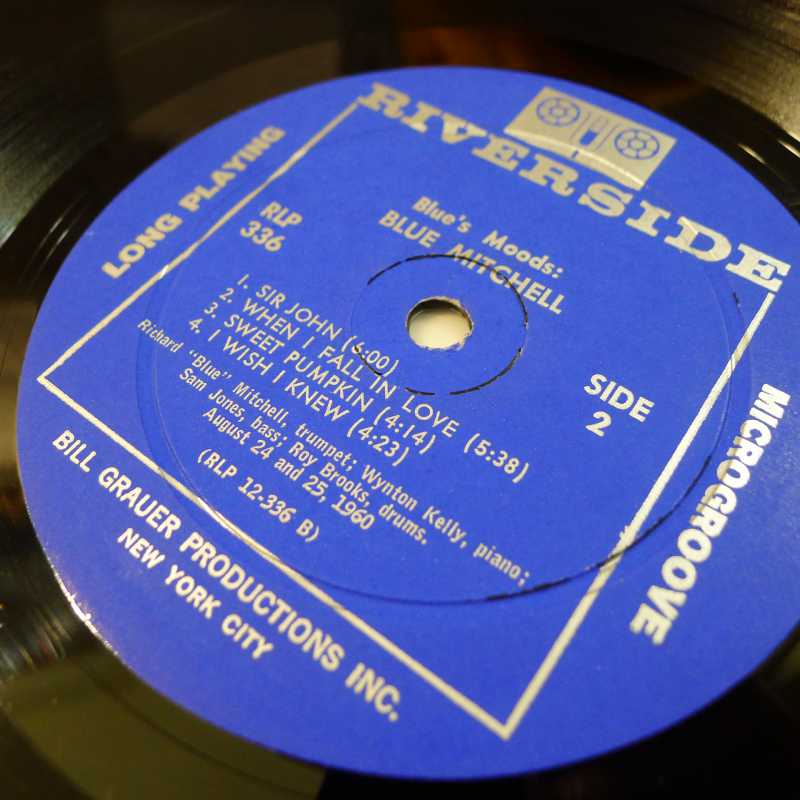 RIVERSIDE
LONG PLAYING
Blue's Moods:
BLUE MITCHELL
RLP
336
SIDE
2
1. SIR JOHN (6:00)
2. WHEN I FALL IN LOVE (5:38)
3. SWEET PUMPKIN (4:14)
4. I WISH I KNEW (4:23)
Richard "Blue" Mitchell, trumpet; Wynton Kelly, piano;
Sam Jones, bass; Roy Brooks, drums.
August 24 and 25, 1960
(RLP 12-336 B)
MICROGROOVE
BILL GRAUER PRODUCTIONS INC.
NEW YORK CITY